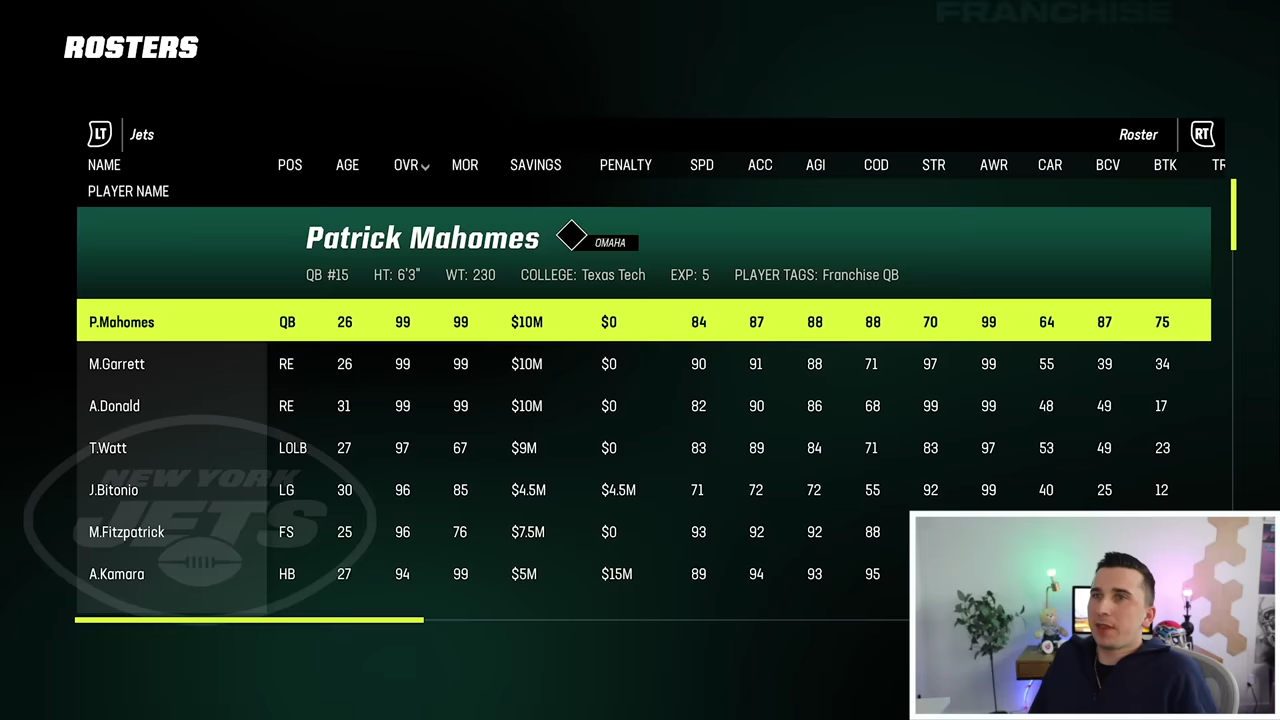 FRANCHISE
ROSTERS
LT Jets Roster RT
NAME POS AGE OVR MOR SAVINGS PENALTY SPD ACC AGI COD STR AWR CAR BCV BTK TR
PLAYER NAME
Patrick Mahomes OMAHA
QB #15 HT: 6'3" WT: 230 COLLEGE: Texas Tech EXP: 5 PLAYER TAGS: Franchise QB
P.Mahomes QB 26 99 99 $10M $0 84 87 88 88 70 99 64 87 75
M.Garrett RE 26 99 99 $10M $0 90 91 88 71 97 99 55 39 34
A.Donald RE 31 99 99 $10M $0 82 90 86 68 99 99 48 49 17
T.Watt LOLB 27 97 67 $9M $0 83 89 84 71 83 97 53 49 23
J.Bitonio LG 30 96 85 $4.5M $4.5M 71 72 72 55 92 99 40 25 12
M.Fitzpatrick FS 25 96 76 $7.5M $0 93 92 92 88
A.Kamara HB 27 94 99 $5M $15M 89 94 93 95
NEW YORK
JETS